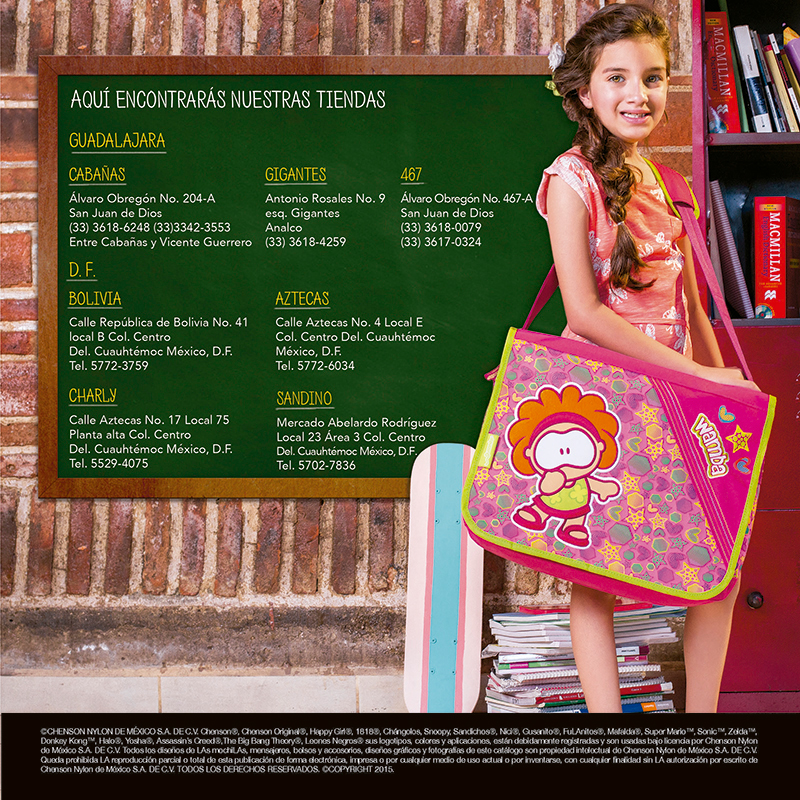 AQUÍ ENCONTRARÁS NUESTRAS TIENDAS
GUADALAJARA
CABAÑAS
Álvaro Obregón No. 204-A
San Juan de Dios
(33) 3618-6248 (33)3342-3553
Entre Cabañas y Vicente Guerrero
GIGANTES
Antonio Rosales No. 9
esq. Gigantes
Analco
(33) 3618-4259
467
Álvaro Obregón No. 467-A
San Juan de Dios
(33) 3618-0079
(33) 3617-0324
D. F.
BOLIVIA
Calle República de Bolivia No. 41
local B Col. Centro
Del. Cuauhtémoc México, D.F.
Tel. 5772-3759
AZTECAS
Calle Aztecas No. 4 Local E
Col. Centro Del. Cuauhtémoc
México, D.F.
Tel. 5772-6034
CHARLY
Calle Aztecas No. 17 Local 75
Planta alta Col. Centro
Del. Cuauhtémoc México, D.F.
Tel. 5529-4075
SANDINO
Mercado Abelardo Rodríguez
Local 23 Área 3 Col. Centro
Del. Cuauhtémoc México, D.F.
Tel. 5702-7836
MACMILLAN
MACMILLAN
wamba
©CHENSON NYLON DE MÉXICO S.A. DE C.V. Chenson®, Chenson Original®, Happy Girl®, 1818®, Chángolos, Snoopy, Sandichos®, Nici®, Gusanito®, Ful.Anitos®, Mafalda®, Super Mario™, Sonic™, Zelda™,
Donkey Kong™, Halo®, Yosha®, Assassin's Creed®,The Big Bang Theory®, Leones Negros® sus logotipos, colores y aplicaciones, están debidamente registradas y son usadas bajo licencia por Chenson Nylon
de México S.A. DE C.V. Todos los diseños de LAs mochiLAs, mensajeros, bolsos y accesorios, diseños gráficos y fotografías de este catálogo son propiedad intelectual de Chenson Nylon de México S.A. DE C.V.
Queda prohibida LA reproducción parcial o total de esta publicación de forma electrónica, impresa o por cualquier medio de uso actual o por inventarse, con cualquier finalidad sin LA autorización por escrito de
Chenson Nylon de México S.A. DE C.V. TODOS LOS DERECHOS RESERVADOS. ©COPYRIGHT 2015.